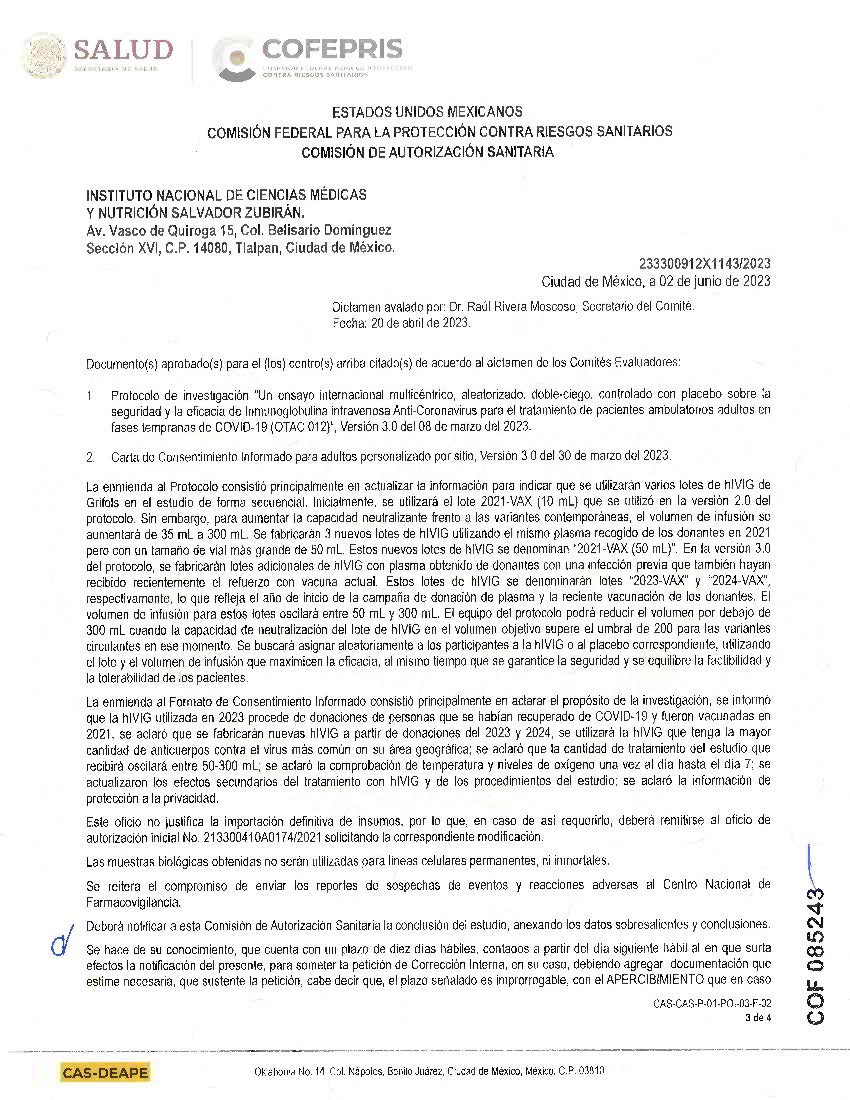 SALUD
SECRETARÍA DE SALUD
COFEPRIS
COMISIÓN FEDERAL PARA LA PROTECCIÓN
CONTRA RIESGOS SANITARIOS
ESTADOS UNIDOS MEXICANOS
COMISIÓN FEDERAL PARA LA PROTECCIÓN CONTRA RIESGOS SANITARIOS
COMISIÓN DE AUTORIZACIÓN SANITARIA
INSTITUTO NACIONAL DE CIENCIAS MÉDICAS
Y NUTRICIÓN SALVADOR ZUBIRÁN.
Av. Vasco de Quiroga 15, Col. Belisario Domínguez
Sección XVI, C.P. 14080, Tlalpan, Ciudad de México.
233300912X1143/2023
Ciudad de México, a 02 de junio de 2023
Dictamen avalado por: Dr. Raúl Rivera Moscoso, Secretario del Comité.
Fecha: 20 de abril de 2023.
Documento(s) aprobado(s) para el (los) centro(s) arriba citado(s) de acuerdo al dictamen de los Comités Evaluadores:
1. Protocolo de investigación "Un ensayo internacional multicéntrico, aleatorizado, doble-ciego, controlado con placebo sobre la
seguridad y la eficacia de Inmunoglobulina intravenosa Anti-Coronavirus para el tratamiento de pacientes ambulatorios adultos en
fases tempranas de COVID-19 (OTAC 012)", Versión 3.0 del 08 de marzo del 2023.
2. Carta de Consentimiento Informado para adultos personalizado por sitio, Versión 3.0 del 30 de marzo del 2023.
La enmienda al Protocolo consistió principalmente en actualizar la información para indicar que se utilizarán varios lotes de hIVIG de
Grifols en el estudio de forma secuencial. Inicialmente, se utilizará el lote 2021-VAX (10 mL) que se utilizó en la versión 2.0 del
protocolo. Sin embargo, para aumentar la capacidad neutralizante frente a las variantes contemporáneas, el volumen de infusión se
aumentará de 35 mL a 300 mL. Se fabricarán 3 nuevos lotes de hIVIG utilizando el mismo plasma recogido de los donantes en 2021
pero con un tamaño de vial más grande de 50 mL. Estos nuevos lotes de hIVIG se denominan "2021-VAX (50 mL)". En la versión 3.0
del protocolo, se fabricarán lotes adicionales de hIVIG con plasma obtenido de donantes con una infección previa que también hayan
recibido recientemente el refuerzo con vacuna actual. Estos lotes de hIVIG se denominarán lotes "2023-VAX" y "2024-VAX",
respectivamente, lo que refleja el año de inicio de la campaña de donación de plasma y la reciente vacunación de los donantes. El
volumen de infusión para estos lotes oscilará entre 50 mL y 300 mL. El equipo del protocolo podrá reducir el volumen por debajo de
300 mL cuando la capacidad de neutralización del lote de hIVIG en el volumen objetivo supere el umbral de 200 para las variantes
circulantes en ese momento. Se buscará asignar aleatoriamente a los participantes a la hIVIG o al placebo correspondiente, utilizando
el lote y el volumen de infusión que maximicen la eficacia, al mismo tiempo que se garantice la seguridad y se equilibre la factibilidad y
la tolerabilidad de los pacientes.
La enmienda al Formato de Consentimiento Informado consistió principalmente en aclarar el propósito de la investigación, se informó
que la hIVIG utilizada en 2023 procede de donaciones de personas que se habían recuperado de COVID-19 y fueron vacunadas en
2021, se aclaró que se fabricarán nuevas hIVIG a partir de donaciones del 2023 y 2024, se utilizará la hIVIG que tenga la mayor
cantidad de anticuerpos contra el virus más común en su área geográfica; se aclaró que la cantidad de tratamiento del estudio que
recibirá oscilará entre 50-300 mL; se aclaró la comprobación de temperatura y niveles de oxígeno una vez al día hasta el día 7; se
actualizaron los efectos secundarios del tratamiento con hIVIG y de los procedimientos del estudio; se aclaró la información de
protección a la privacidad.
Este oficio no justifica la importación definitiva de insumos, por lo que, en caso de así requerirlo, deberá remitirse al oficio de
autorización inicial No. 213300410A0174/2021 solicitando la correspondiente modificación.
Las muestras biológicas obtenidas no serán utilizadas para líneas celulares permanentes, ni inmortales.
Se reitera el compromiso de enviar los reportes de sospechas de eventos y reacciones adversas al Centro Nacional de
Farmacovigilancia.
Deberá notificar a esta Comisión de Autorización Sanitaria la conclusión del estudio, anexando los datos sobresalientes y conclusiones.
Se hace de su conocimiento, que cuenta con un plazo de diez días hábiles, contados a partir del día siguiente hábil al en que surta
efectos la notificación del presente, para someter la petición de Corrección Interna, en su caso, debiendo agregar documentación que
estime necesaria, que sustente la petición, cabe decir que, el plazo señalado es improrrogable, con el APERCIBIMIENTO que en caso
CAS-CAS-P-01-POI-03-F-02
3 de 4
COF 085243
CAS-DEAPE
Oklahoma No. 14, Col. Nápoles, Benito Juárez, Ciudad de México, México. C.P. 03810